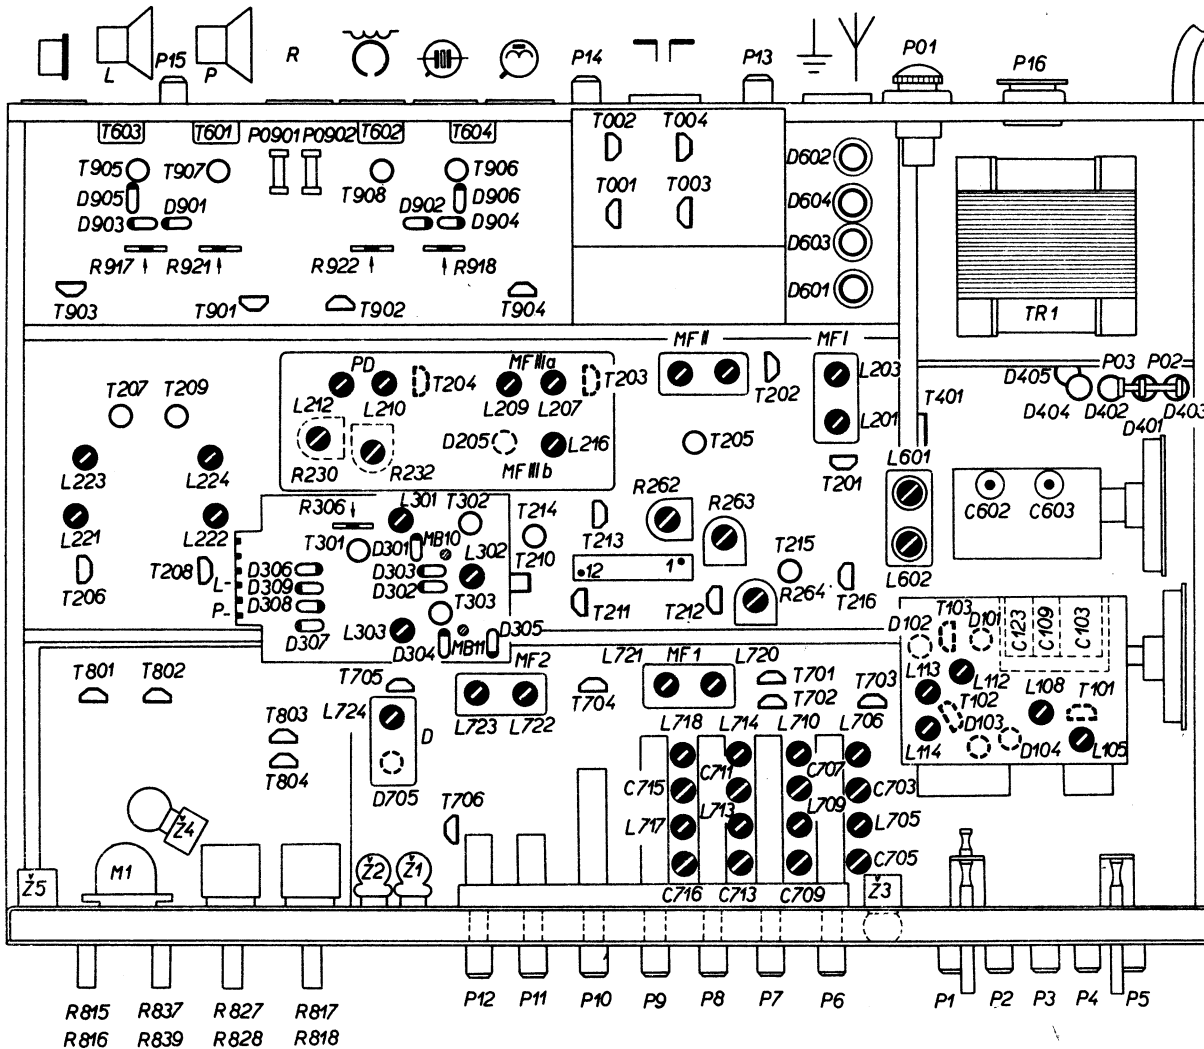 L P15 P R P14 P13 P01 P16
T603 T601 P0901 P0902 T602 T604 T002 T004
T905 T907 T908 T906 D602
D905 D901 D902 D906 T001 T003 D604
D903 D904 D603
R917 R921 R922 R918 D601
T903 T901 T902 T904 TR1
MF II MF I
PD MF IIIa P03 P02
T207 T209 T204 T203 T202 L203 D405
L212 L210 L209 L207 T401 D404 D402 D403
D205 L216 T205 L201 D401
L223 L224 R230 R232 MF IIIb T201 L601
R306 L301 T302 T214 R262 R263 C602 C603
L221 L222 T301 D301 MB10 L302 T210 T213 T215
T208 D306 D303 12 1 L602
T206 L- D309 D302 R264 T216
P- D308 T303 T211 T212 T103 D101
D307 L303 D305 D102 C123 C109 C103
D304 MB11 MF2 L721 MF1 L720
T801 T802 T705 T704 T701 T703 L113 L112 L108 T101
T702 T102
T803 L724 D L723 L722 L718 L714 L710 L706 D103
L114 D104 L105
T804 C711 C707
D705 C715 C703
T706 L717 L713 L709 L705
Ž4
Ž5 M1 Ž2 Ž1 C705
C716 C713 C709 Ž3
R815 R837 R827 R817 P12 P11 P10 P9 P8 P7 P6 P1 P2 P3 P4 P5
R816 R839 R828 R818